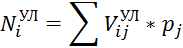 N_i^{УЛ} = ∑ V_{ij}^{УЛ} * p_j